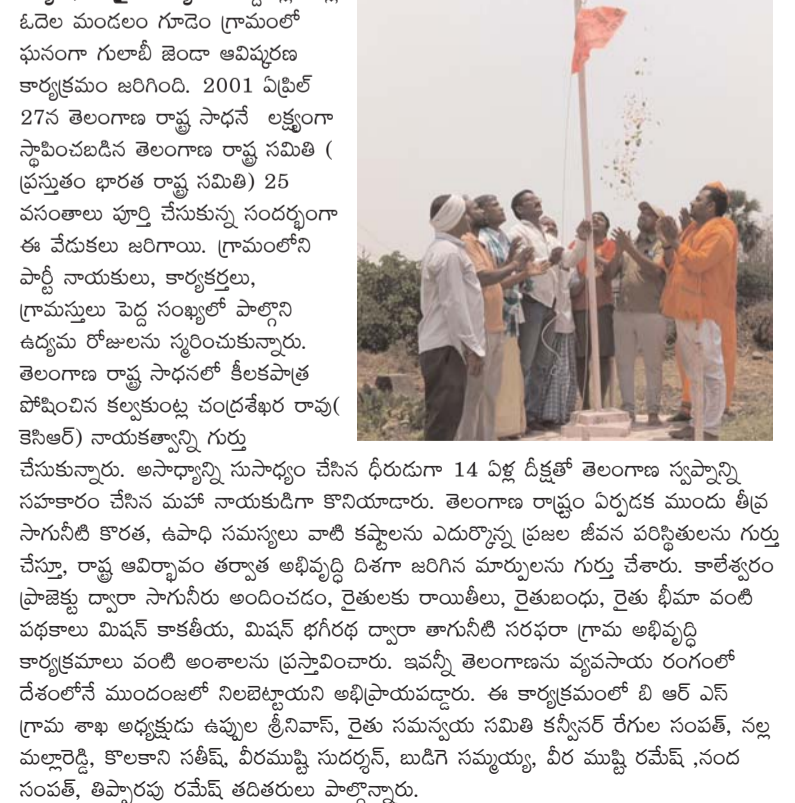 ఓదెల మండలం గూడెం గ్రామంలో
ఘనంగా గులాబీ జెండా ఆవిష్కరణ
కార్యక్రమం జరిగింది. 2001 ఏప్రిల్
27న తెలంగాణ రాష్ట్ర సాధనే లక్ష్యంగా
స్థాపించబడిన తెలంగాణ రాష్ట్ర సమితి (
ప్రస్తుతం భారత రాష్ట్ర సమితి) 25
వసంతాలు పూర్తి చేసుకున్న సందర్భంగా
ఈ వేడుకలు జరిగాయి. గ్రామంలోని
పార్టీ నాయకులు, కార్యకర్తలు,
గ్రామస్తులు పెద్ద సంఖ్యలో పాల్గొని
ఉద్యమ రోజులను స్మరించుకున్నారు.
తెలంగాణ రాష్ట్ర సాధనలో కీలకపాత్ర
పోషించిన కల్వకుంట్ల చంద్రశేఖర రావు(
కెసిఆర్) నాయకత్వాన్ని గుర్తు
చేసుకున్నారు. అసాధ్యాన్ని సుసాధ్యం చేసిన ధీరుడుగా 14 ఏళ్ల దీక్షతో తెలంగాణ స్వప్నాన్ని
సహకారం చేసిన మహా నాయకుడిగా కొనియాడారు. తెలంగాణ రాష్ట్రం ఏర్పడక ముందు తీవ్ర
సాగునీటి కొరత, ఉపాధి సమస్యలు వాటి కష్టాలను ఎదుర్కొన్న ప్రజల జీవన పరిస్థితులను గుర్తు
చేస్తూ, రాష్ట్ర ఆవిర్భావం తర్వాత అభివృద్ధి దిశగా జరిగిన మార్పులను గుర్తు చేశారు. కాలేశ్వరం
ప్రాజెక్టు ద్వారా సాగునీరు అందించడం, రైతులకు రాయితీలు, రైతుబంధు, రైతు భీమా వంటి
పథకాలు మిషన్ కాకతీయ, మిషన్ భగీరథ ద్వారా తాగునీటి సరఫరా గ్రామ అభివృద్ధి
కార్యక్రమాలు వంటి అంశాలను ప్రస్తావించారు. ఇవన్నీ తెలంగాణను వ్యవసాయ రంగంలో
దేశంలోనే ముందంజలో నిలబెట్టాయని అభిప్రాయపడ్డారు. ఈ కార్యక్రమంలో బి ఆర్ ఎస్
గ్రామ శాఖ అధ్యక్షుడు ఉప్పుల శ్రీనివాస్, రైతు సమన్వయ సమితి కన్వీనర్ రేగుల సంపత్, నల్ల
మల్లారెడ్డి, కొలకాని సతీష్, వీరముష్టి సుదర్శన్, బుడిగె సమ్మయ్య, వీర ముష్టి రమేష్ ,నంద
సంపత్, తిప్పారపు రమేష్ తదితరులు పాల్గొన్నారు.